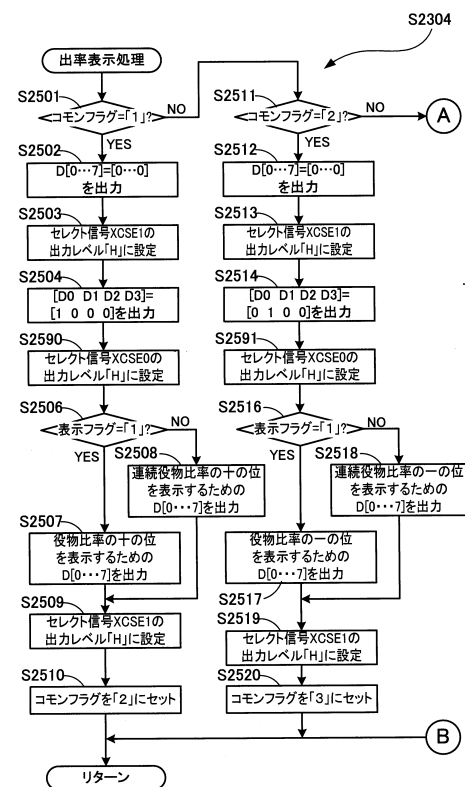 S2304
出率表示処理
S2501
コモンフラグ=「1」?
NO
YES
S2502
D[0…7]=[0…0]
を出力
S2503
セレクト信号XCSE1の
出力レベル「H」に設定
S2504
[D0 D1 D2 D3]=
[1 0 0 0]を出力
S2590
セレクト信号XCSE0の
出力レベル「H」に設定
S2506
表示フラグ=「1」?
NO
YES
S2508
連続役物比率の十の位
を表示するための
D[0…7]を出力
S2507
役物比率の十の位
を表示するための
D[0…7]を出力
S2509
セレクト信号XCSE1の
出力レベル「H」に設定
S2510
コモンフラグを「2」にセット
リターン
S2511
コモンフラグ=「2」?
NO
A
YES
S2512
D[0…7]=[0…0]
を出力
S2513
セレクト信号XCSE1の
出力レベル「H」に設定
S2514
[D0 D1 D2 D3]=
[0 1 0 0]を出力
S2591
セレクト信号XCSE0の
出力レベル「H」に設定
S2516
表示フラグ=「1」?
NO
YES
S2518
連続役物比率の一の位
を表示するための
D[0…7]を出力
役物比率の一の位
を表示するための
D[0…7]を出力
S2517
S2519
セレクト信号XCSE1の
出力レベル「H」に設定
S2520
コモンフラグを「3」にセット
B